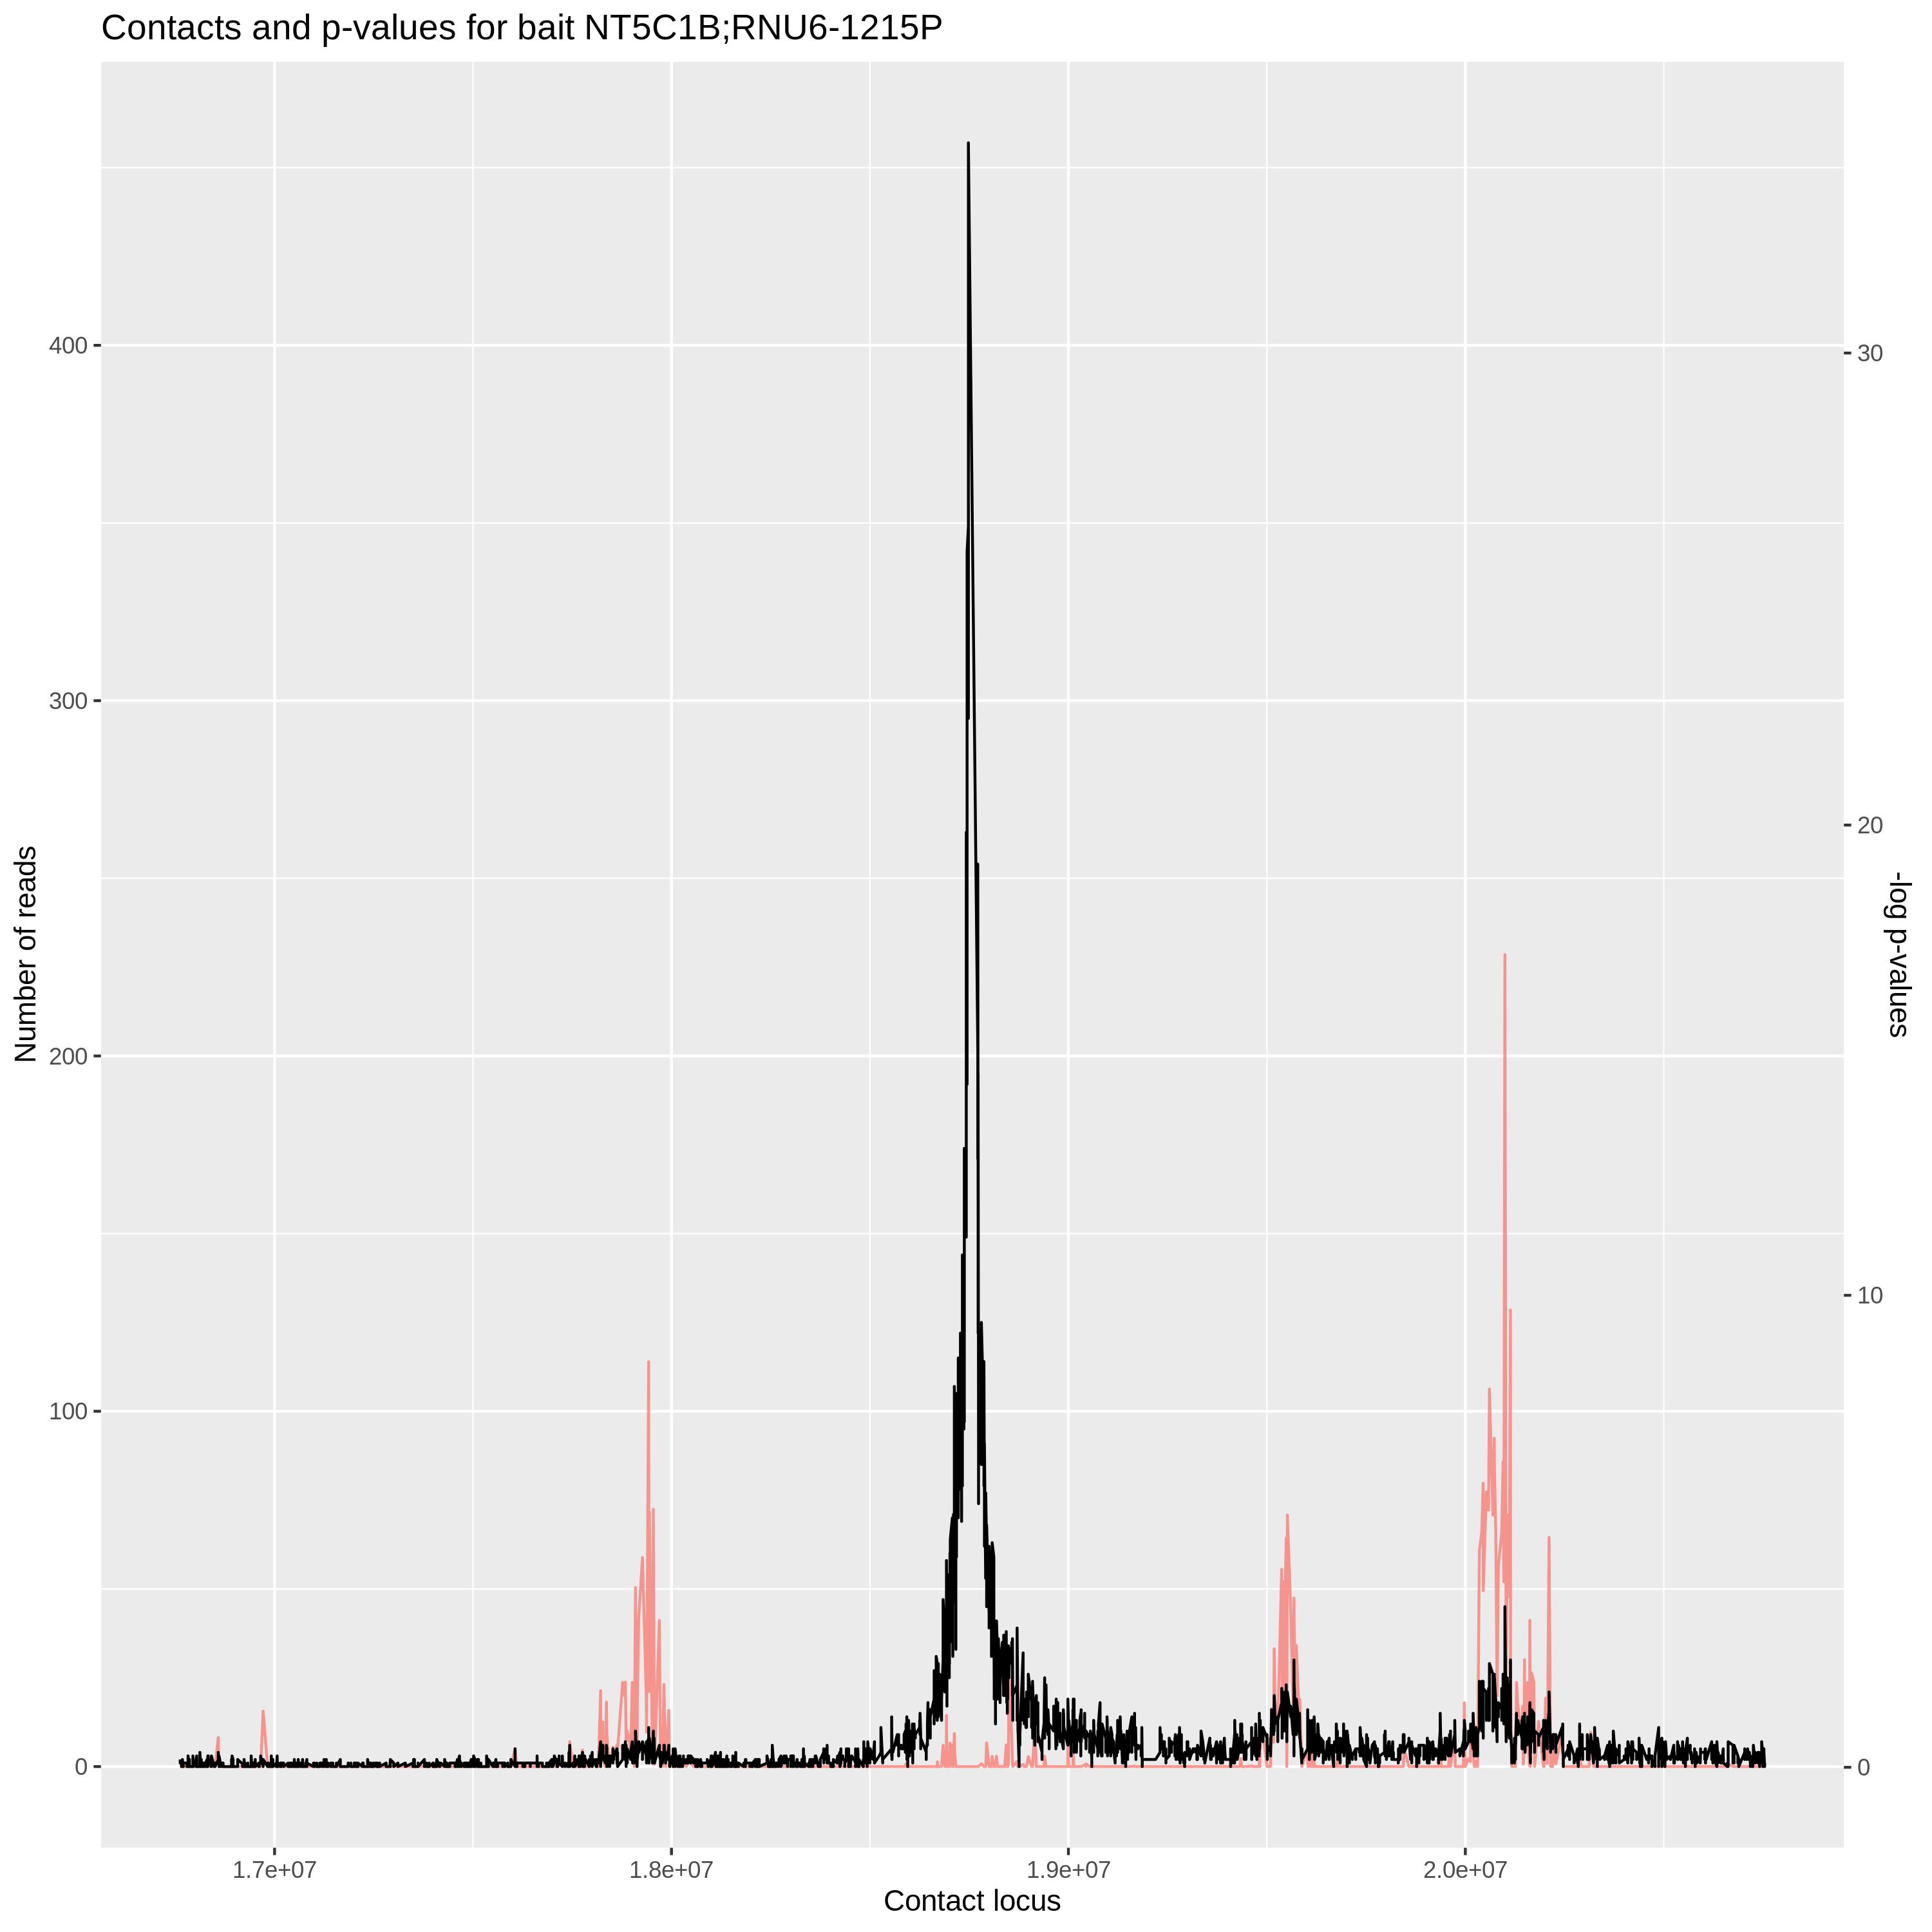 Contacts and p-values for bait NT5C1B;RNU6-1215P
400
300
200
100
0
Number of reads
30
20
10
0
-log p-values
1.7e+07
1.8e+07
1.9e+07
2.0e+07
Contact locus